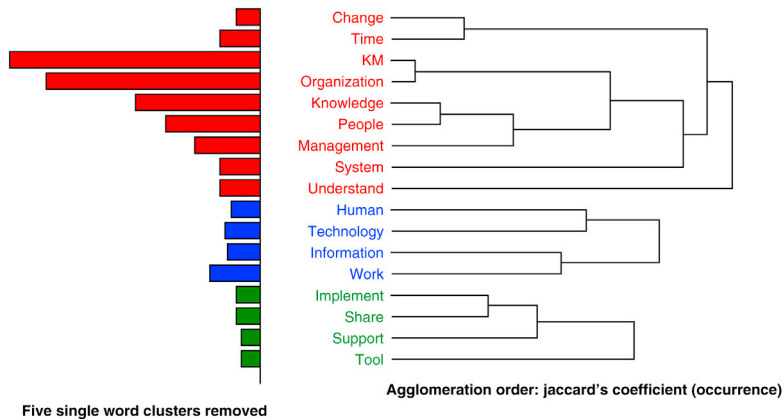 Change
Time
KM
Organization
Knowledge
People
Management
System
Understand
Human
Technology
Information
Work
Implement
Share
Support
Tool
Agglomeration order: jaccard's coefficient (occurrence)
Five single word clusters removed